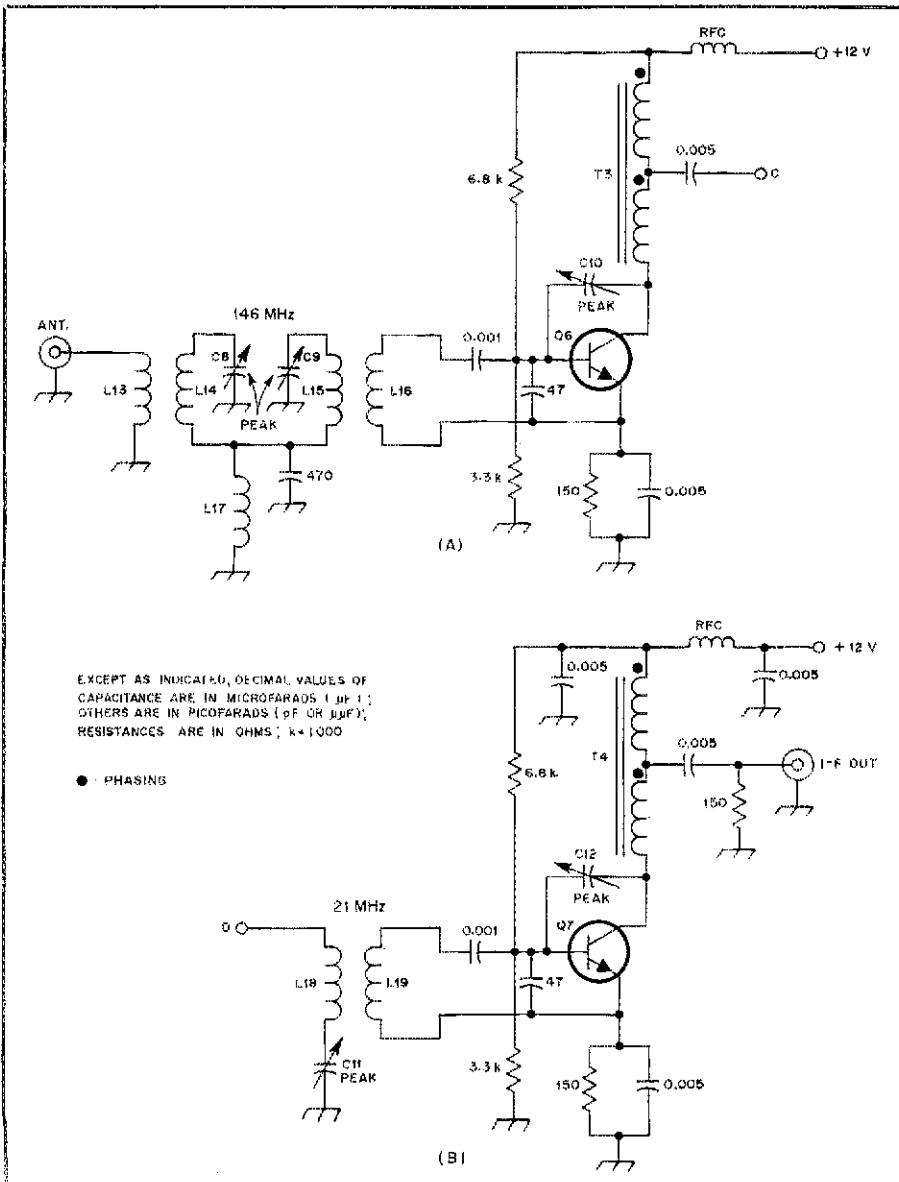 RFC
+12 V
0.005
6.8 k
T3
C
C10
PEAK
146 MHz
ANT.
0.001
Q6
C8
C9
L13
L14
L15
L16
PEAK
47
470
3.3 k
150
0.005
L17
(A)
RFC
+12 V
0.005
0.005
EXCEPT AS INDICATED, DECIMAL VALUES OF
CAPACITANCE ARE IN MICROFARADS (µF);
OTHERS ARE IN PICOFARADS (pF OR µµF);
RESISTANCES ARE IN OHMS; k=1000
T4
0.005
I-F OUT
6.8 k
PHASING
150
C12
PEAK
21 MHz
D
0.001
Q7
L18
L19
47
C11
PEAK
3.3 k
150
0.005
(B)